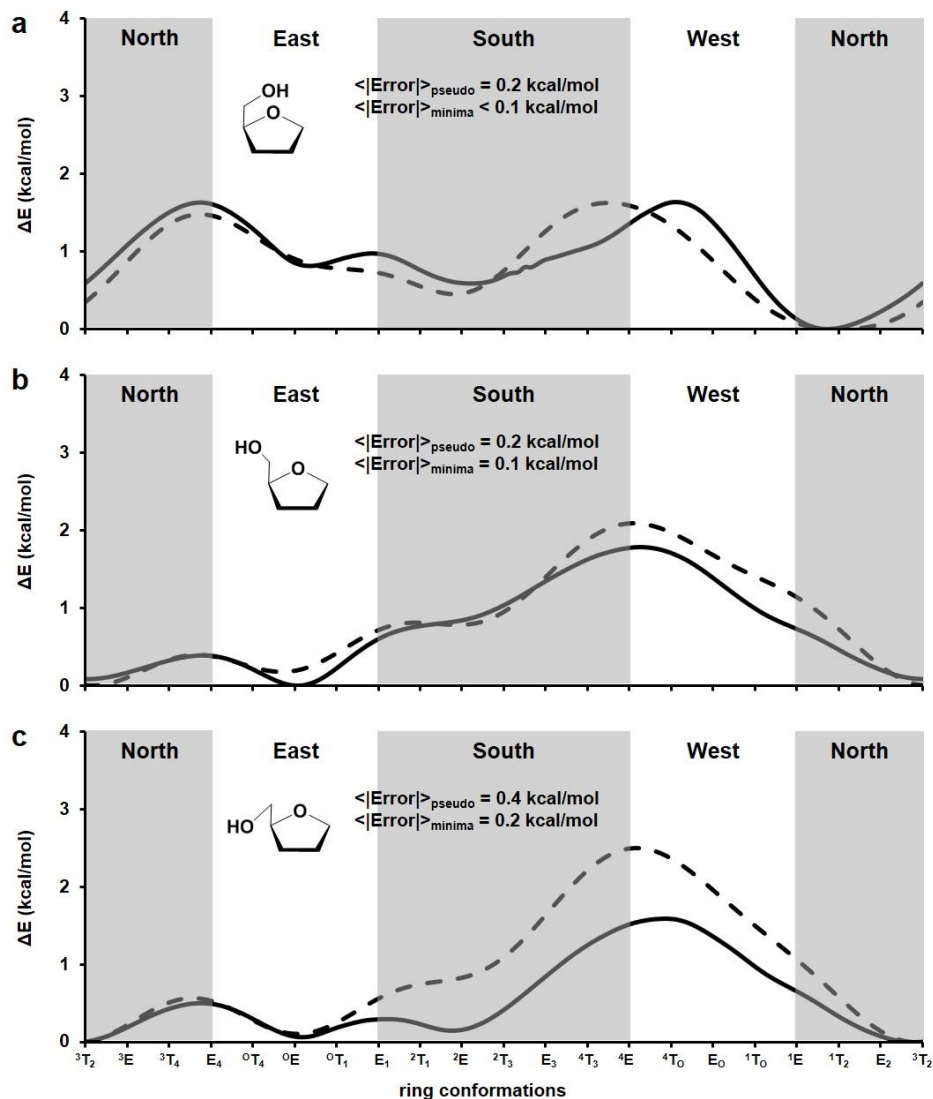 a
North East South West North
OH
O
<|Error|>pseudo = 0.2 kcal/mol
<|Error|>minima < 0.1 kcal/mol
ΔE (kcal/mol)
4
3
2
1
0
b
North East South West North
HO
O
<|Error|>pseudo = 0.2 kcal/mol
<|Error|>minima = 0.1 kcal/mol
ΔE (kcal/mol)
4
3
2
1
0
c
North East South West North
HO
O
<|Error|>pseudo = 0.4 kcal/mol
<|Error|>minima = 0.2 kcal/mol
ΔE (kcal/mol)
4
3
2
1
0
³T₂ ³E ³T₄ E₄ ᴼT₄ ᴼE ᴼT₁ E₁ ²T₁ ²E ²T₃ E₃ ⁴T₃ ⁴E ⁴Tₒ Eₒ ¹Tₒ ¹E ¹T₂ E₂ ³T₂
ring conformations